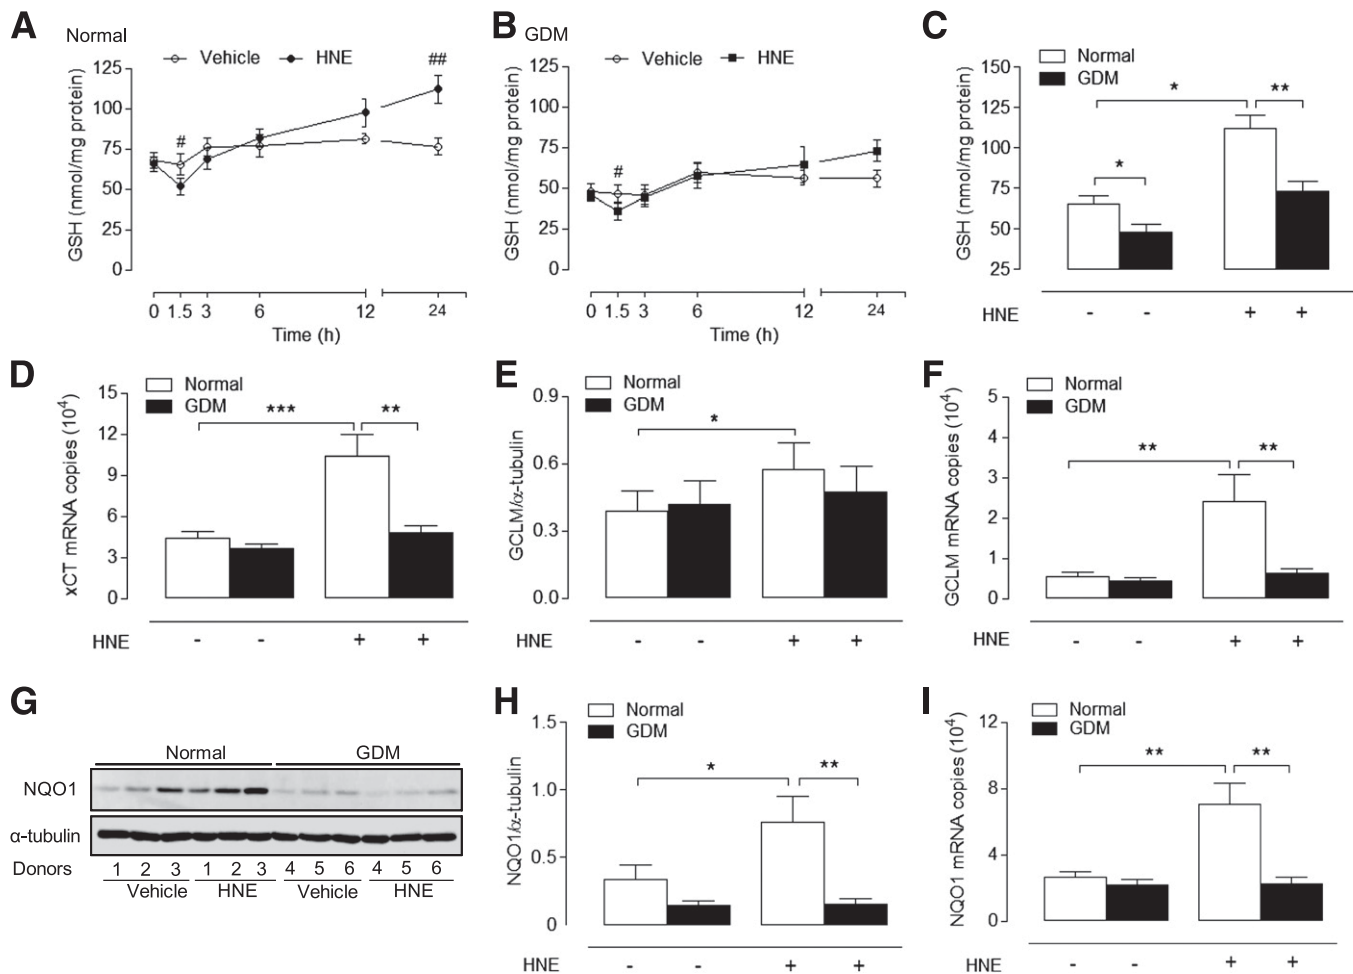 A
Normal
Vehicle
HNE
##
#
GSH (nmol/mg protein)
125
100
75
50
25
0
0 1.5 3 6 12 24
Time (h)
B
GDM
Vehicle
HNE
#
GSH (nmol/mg protein)
125
100
75
50
25
0
0 1.5 3 6 12 24
Time (h)
C
Normal
GDM
* **
*
GSH (nmol/mg protein)
150
125
100
75
50
25
HNE - - + +
D
Normal
GDM
*** **
xCT mRNA copies (10⁴)
15
12
9
6
3
0
HNE - - + +
E
Normal
GDM
*
GCLM/α-tubulin
0.9
0.6
0.3
0.0
HNE - - + +
F
Normal
GDM
** **
GCLM mRNA copies (10⁴)
5
4
3
2
1
0
HNE - - + +
G
Normal GDM
NQO1
α-tubulin
Donors 1 2 3 1 2 3 4 5 6 4 5 6
Vehicle HNE Vehicle HNE
H
Normal
GDM
* **
NQO1/α-tubulin
1.5
1.0
0.5
0
HNE - - + +
I
Normal
GDM
** **
NQO1 mRNA copies (10⁴)
12
8
4
0
HNE - - + +